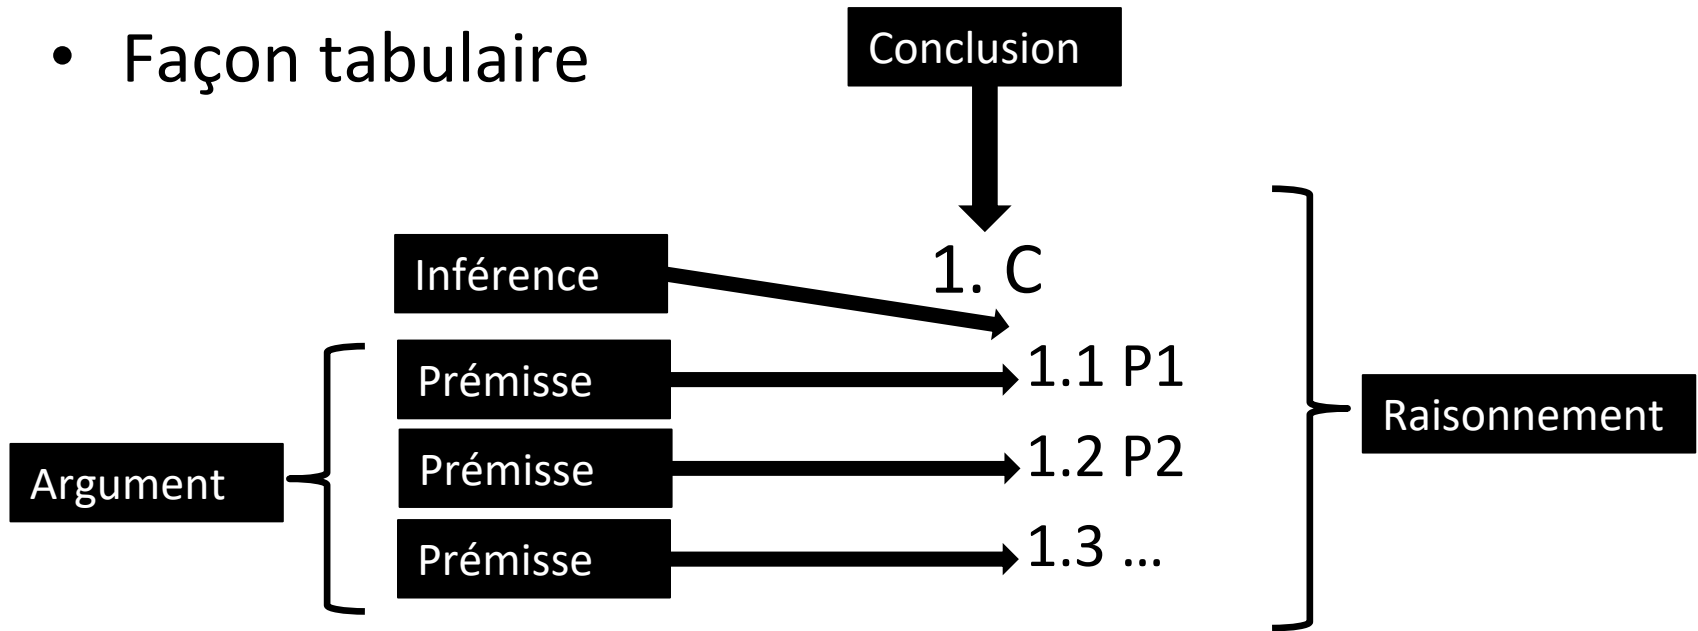 • Façon tabulaire
Conclusion
1. C
Inférence
Prémisse
1.1 P1
Prémisse
1.2 P2
Prémisse
1.3 ...
Argument
Raisonnement